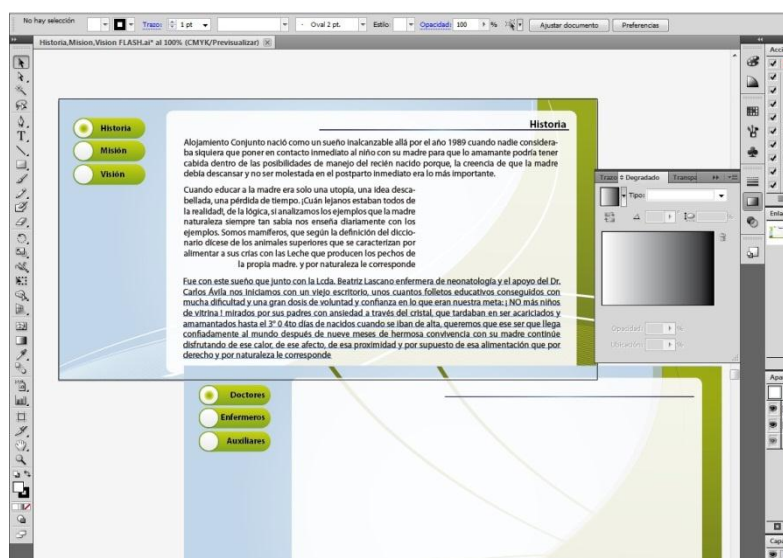 No hay selección
Trazo:
1 pt
Oval 2 pt.
Estilo:
Opacidad:
100
%
Ajustar documento
Preferencias
Historia,Mision,Vision FLASH.ai* al 100% (CMYK/Previsualizar)
Historia
Misión
Visión
Historia
Alojamiento Conjunto nació como un sueño inalcanzable allá por el año 1989 cuando nadie considera-
ba siquiera que poner en contacto inmediato al niño con su madre para que lo amamante podría tener
cabida dentro de las posibilidades de manejo del recién nacido porque, la creencia de que la madre
debía descansar y no ser molestada en el postparto inmediato era lo más importante.
Cuando educar a la madre era solo una utopía, una idea desca-
bellada, una pérdida de tiempo. ¡Cuán lejanos estaban todos de
la realidad!, de la lógica, si analizamos los ejemplos que la madre
naturaleza siempre tan sabia nos enseña diariamente con los
ejemplos. Somos mamíferos, que según la definición del diccio-
nario dícese de los animales superiores que se caracterizan por
alimentar a sus crías con las Leche que producen los pechos de
la propia madre. y por naturaleza le corresponde
Fue con este sueño que junto con la Lcda. Beatriz Lascano enfermera de neonatología y el apoyo del Dr.
Carlos Ávila nos iniciamos con un viejo escritorio, unos cuantos folletos educativos conseguidos con
mucha dificultad y una gran dosis de voluntad y confianza en lo que eran nuestra meta: ¡ NO más niños
de vitrina ! mirados por sus padres con ansiedad a través del cristal, que tardaban en ser acariciados y
amamantados hasta el 3° 0 4to días de nacidos cuando se iban de alta, queremos que ese ser que llega
confiadamente al mundo después de nueve meses de hermosa convivencia con su madre continúe
disfrutando de ese calor, de ese afecto, de esa proximidad y por supuesto de esa alimentación que por
derecho y por naturaleza le corresponde
Doctores
Enfermeros
Auxiliares
Trazo
Degradado
Transpa
Tipo:
Opacidad:
%
Ubicación:
%
Acci
Enla
Apa
Capa